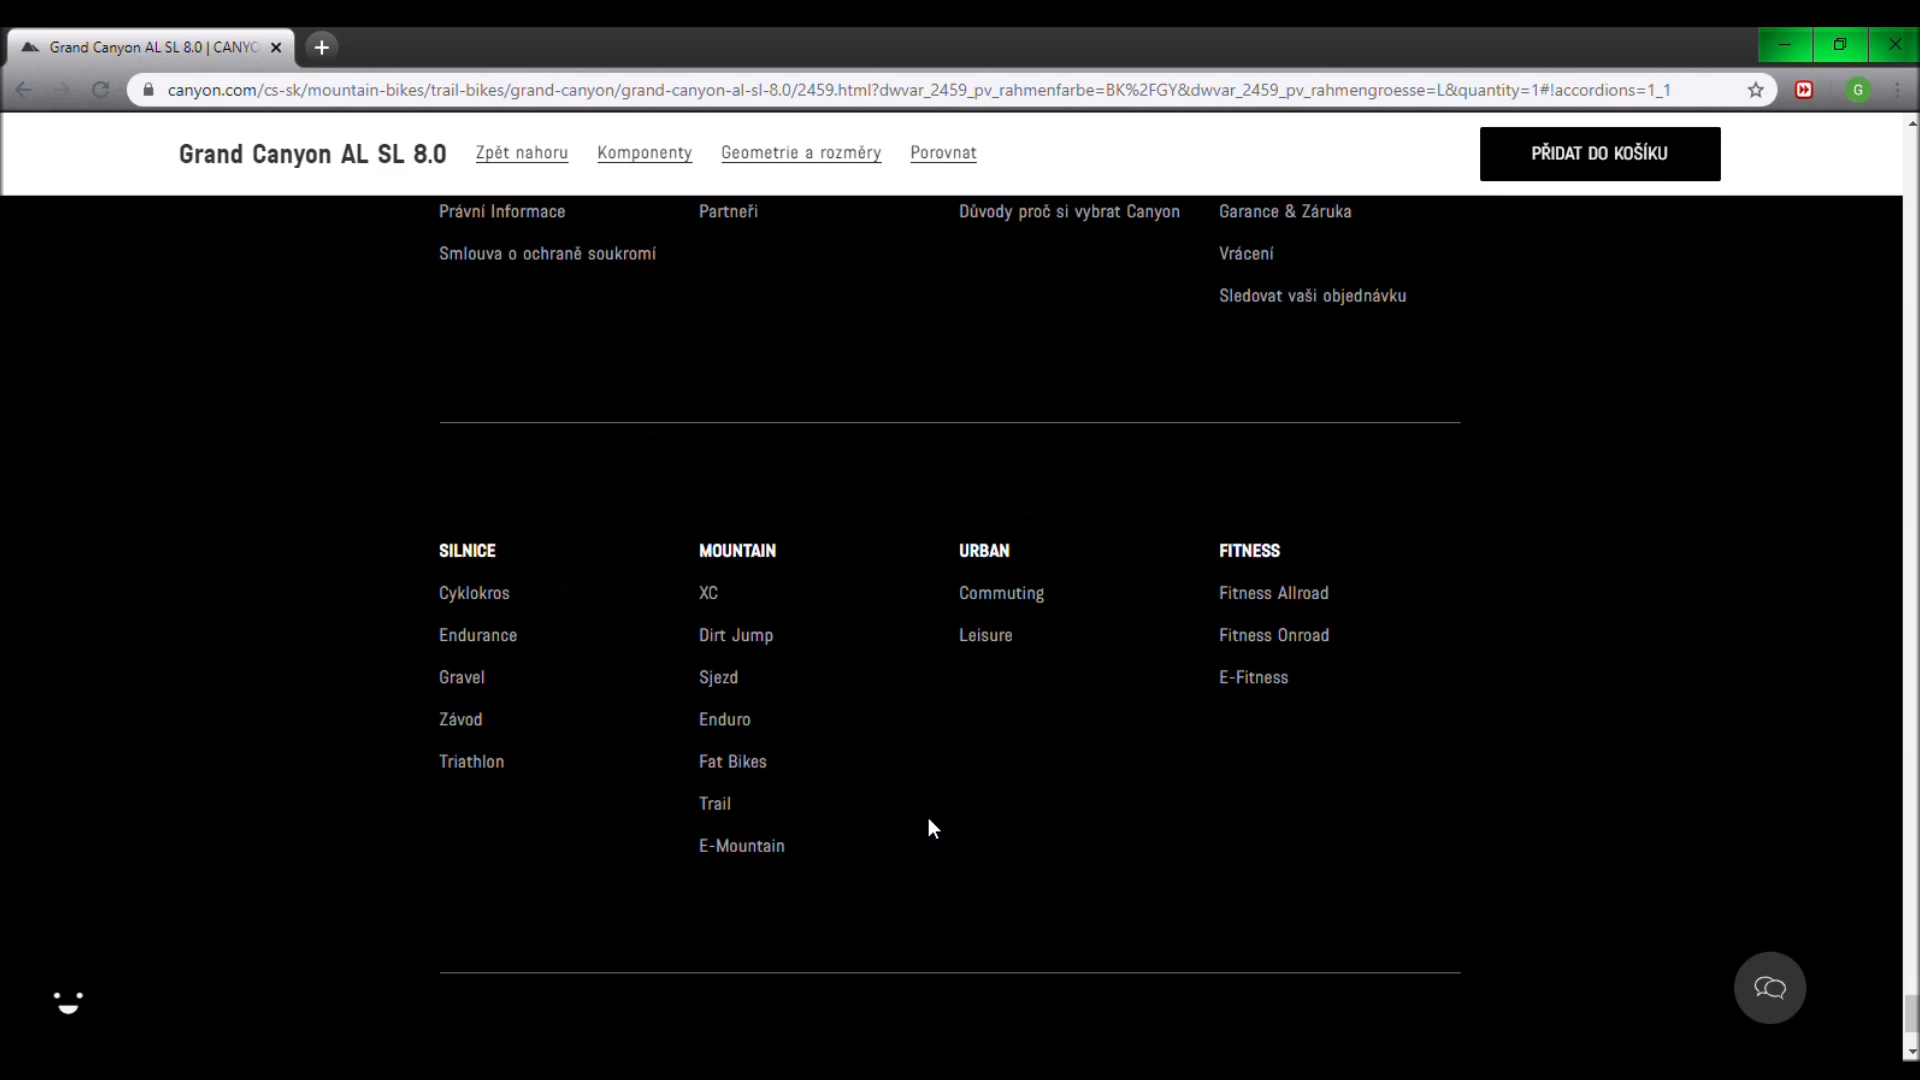 Grand Canyon AL SL 8.0 | CANYO
canyon.com/cs-sk/mountain-bikes/trail-bikes/grand-canyon/grand-canyon-al-sl-8.0/2459.html?dwvar_2459_pv_rahmenfarbe=BK%2FGY&dwvar_2459_pv_rahmengroesse=L&quantity=1#!accordions=1_1
G
Grand Canyon AL SL 8.0 Zpět nahoru Komponenty Geometrie a rozměry Porovnat PŘIDAT DO KOŠÍKU
Právní Informace Partneři Důvody proč si vybrat Canyon Garance & Záruka
Smlouva o ochraně soukromí Vrácení
Sledovat vaši objednávku
SILNICE MOUNTAIN URBAN FITNESS
Cyklokros XC Commuting Fitness Allroad
Endurance Dirt Jump Leisure Fitness Onroad
Gravel Sjezd E-Fitness
Závod Enduro
Triathlon Fat Bikes
Trail
E-Mountain